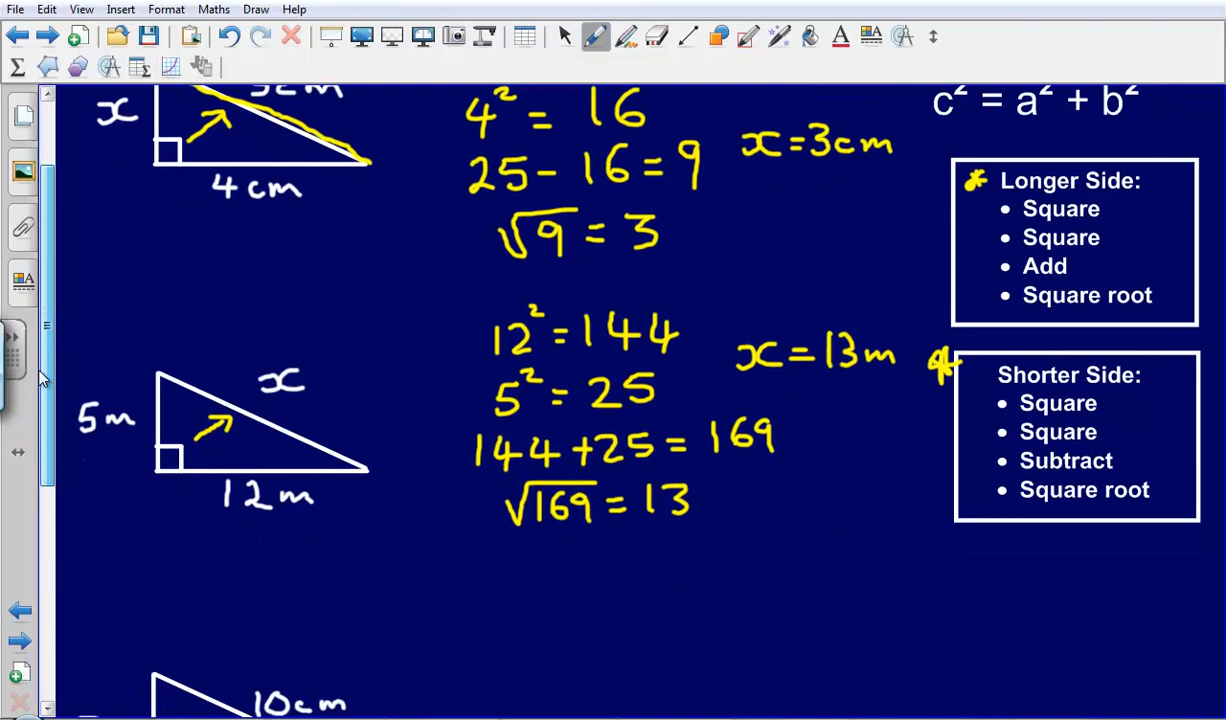 File Edit View Insert Format Maths Draw Help
x
4cm
4² = 16
25 - 16 = 9
√9 = 3
x = 3cm
c² = a² + b²
* Longer Side:
• Square
• Square
• Add
• Square root
5m
x
12m
12² = 144
5² = 25
144 + 25 = 169
√169 = 13
x = 13m
* Shorter Side:
• Square
• Square
• Subtract
• Square root
10cm